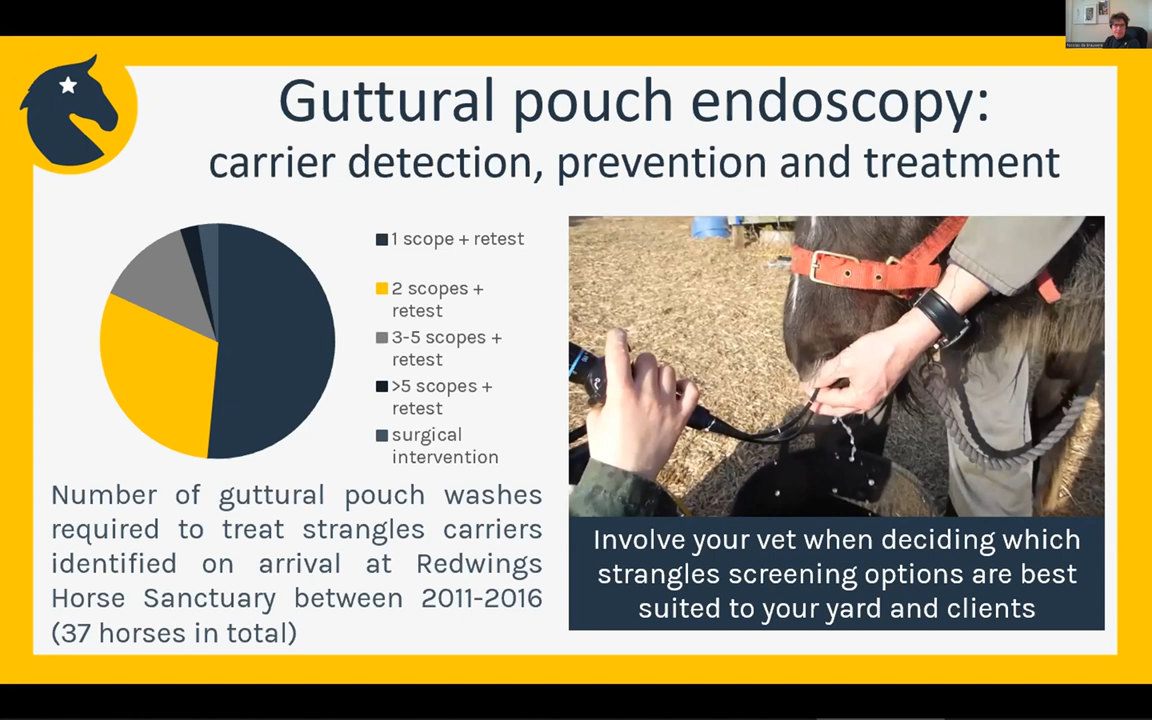 Guttural pouch endoscopy:
carrier detection, prevention and treatment
1 scope + retest
2 scopes +
retest
3-5 scopes +
retest
>5 scopes +
retest
surgical
intervention
Number of guttural pouch washes
required to treat strangles carriers
identified on arrival at Redwings
Horse Sanctuary between 2011-2016
(37 horses in total)
Involve your vet when deciding which
strangles screening options are best
suited to your yard and clients